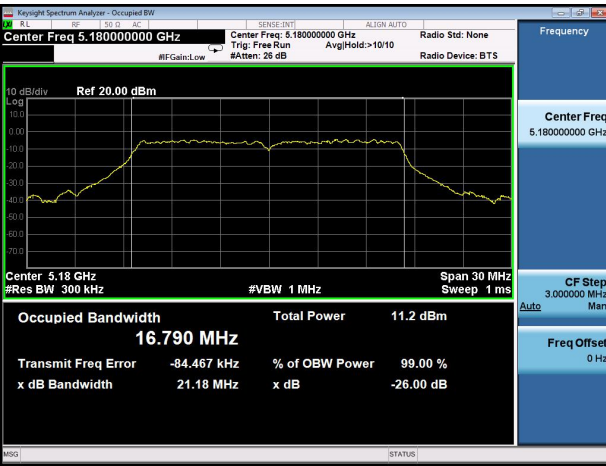 Keysight Spectrum Analyzer - Occupied BW
RL RF 50 Ω AC SENSE:INT ALIGN AUTO
Center Freq 5.180000000 GHz
Center Freq: 5.180000000 GHz
Radio Std: None
Trig: Free Run Avg|Hold:>10/10
#IFGain:Low
#Atten: 26 dB
Radio Device: BTS
10 dB/div Ref 20.00 dBm
Log
10.0
0.00
-10.0
-20.0
-30.0
-40.0
-50.0
-60.0
-70.0
Center 5.18 GHz Span 30 MHz
#Res BW 300 kHz #VBW 1 MHz Sweep 1 ms
Occupied Bandwidth
16.790 MHz
Total Power 11.2 dBm
Transmit Freq Error -84.467 kHz % of OBW Power 99.00 %
x dB Bandwidth 21.18 MHz x dB -26.00 dB
MSG STATUS
Frequency
Center Freq
5.180000000 GHz
CF Step
3.000000 MHz
Auto Man
Freq Offset
0 Hz